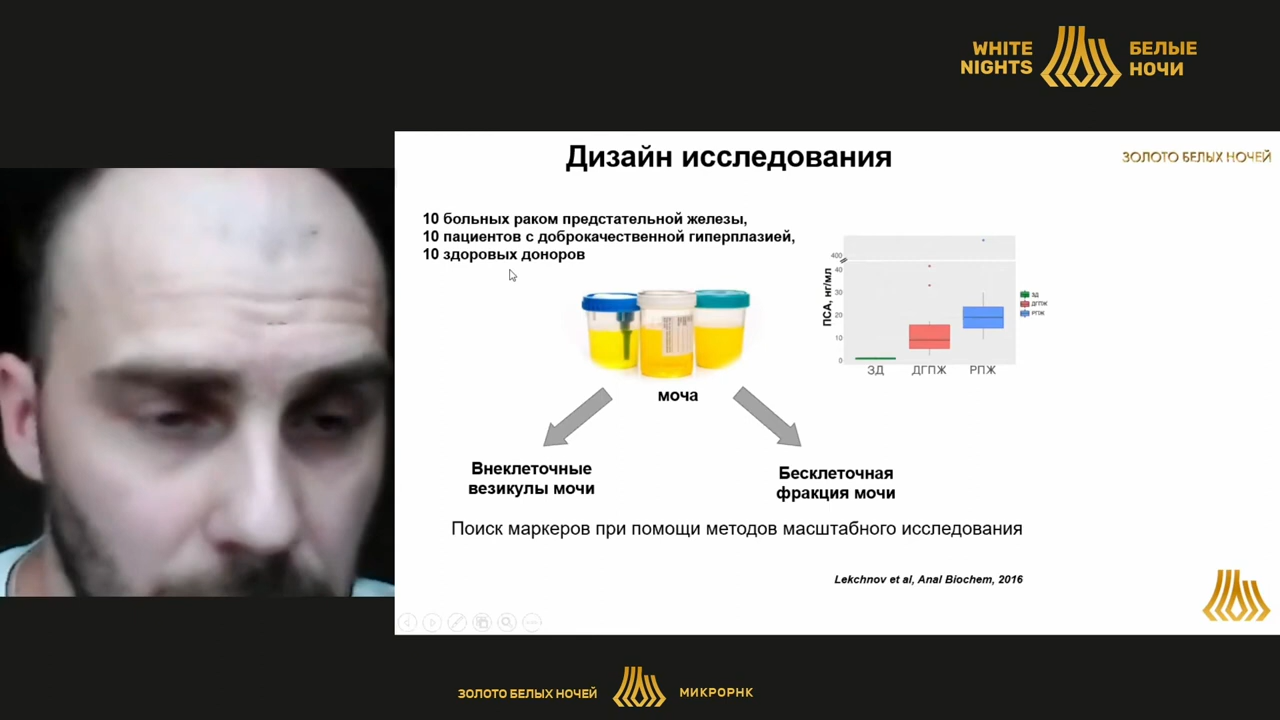 WHITE
NIGHTS
БЕЛЫЕ
НОЧИ
Дизайн исследования
ЗОЛОТО БЕЛЫХ НОЧЕЙ
10 больных раком предстательной железы,
10 пациентов с доброкачественной гиперплазией,
10 здоровых доноров
ПСА, нг/мл
400
40
30
20
10
0
ЗД
ДГПЖ
РПЖ
ЗД
ДГПЖ
РПЖ
моча
Внеклеточные
везикулы мочи
Бесклеточная
фракция мочи
Поиск маркеров при помощи методов масштабного исследования
Lekchnov et al, Anal Biochem, 2016
ЗОЛОТО БЕЛЫХ НОЧЕЙ
МИКРОРНК